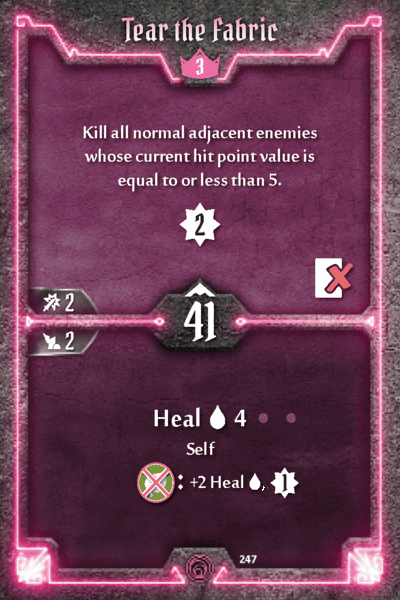 Tear the Fabric
3
Kill all normal adjacent enemies
whose current hit point value is
equal to or less than 5.
2
2
41
2
Heal 4
Self
: +2 Heal , 1
247